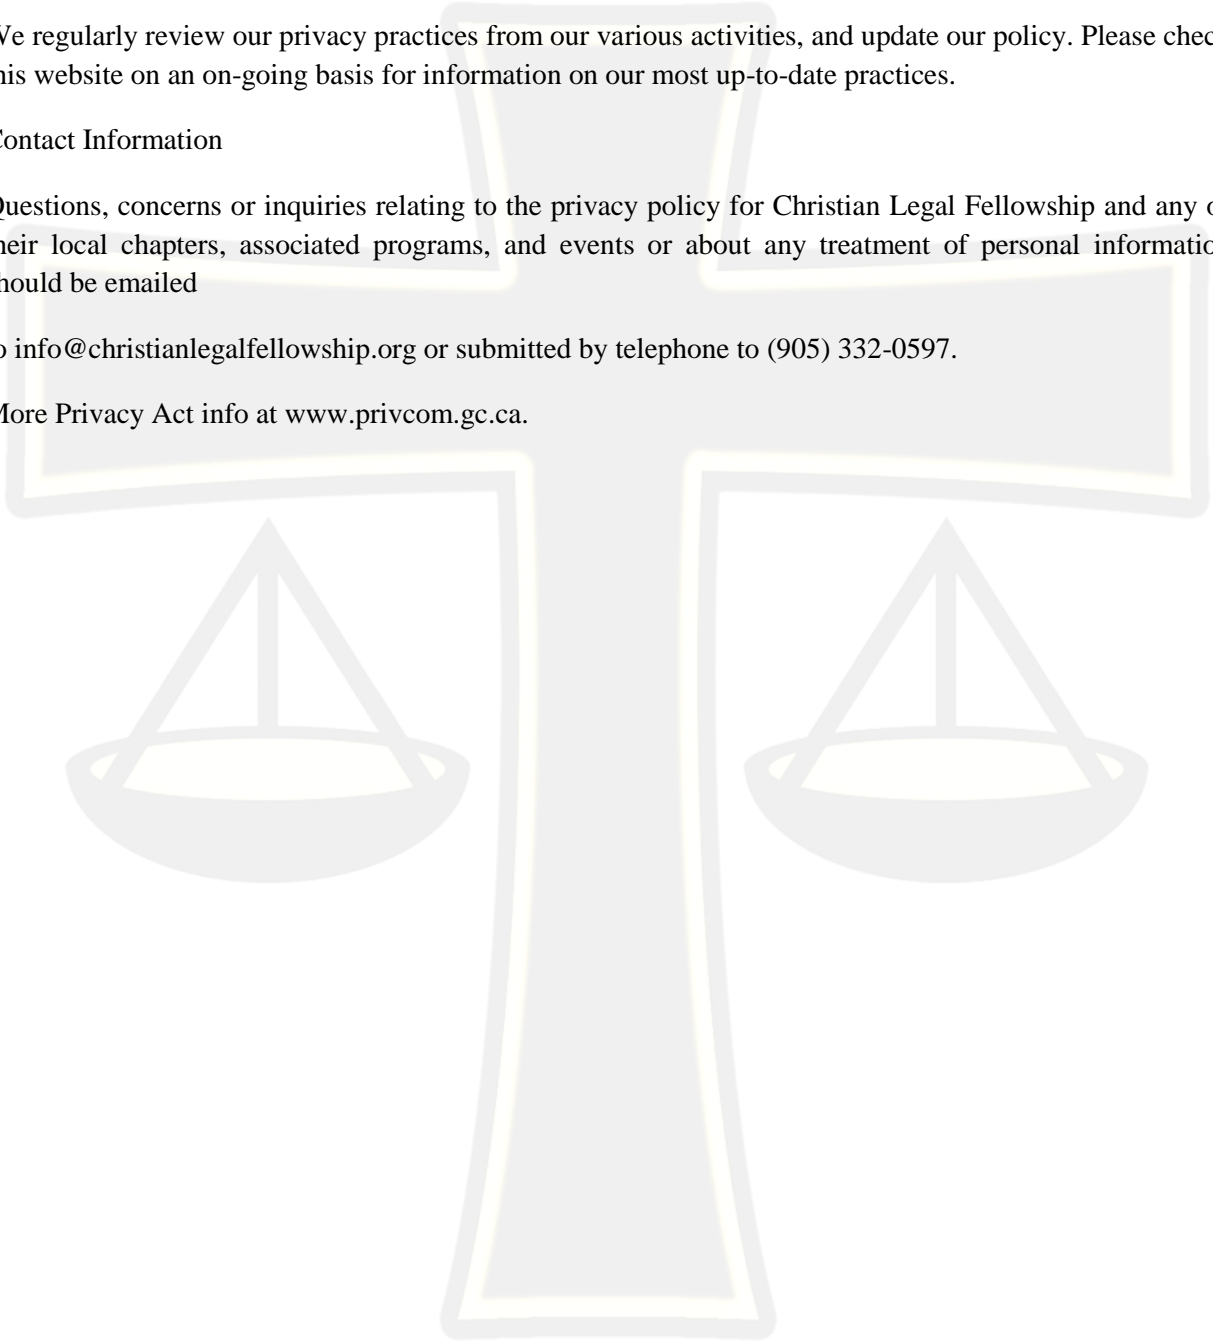 We regularly review our privacy practices from our various activities, and update our policy. Please chec
his website on an on-going basis for information on our most up-to-date practices.
Contact Information
Questions, concerns or inquiries relating to the privacy policy for Christian Legal Fellowship and any o
heir local chapters, associated programs, and events or about any treatment of personal informatio
hould be emailed
o info@christianlegalfellowship.org or submitted by telephone to (905) 332-0597.
More Privacy Act info at www.privcom.gc.ca.